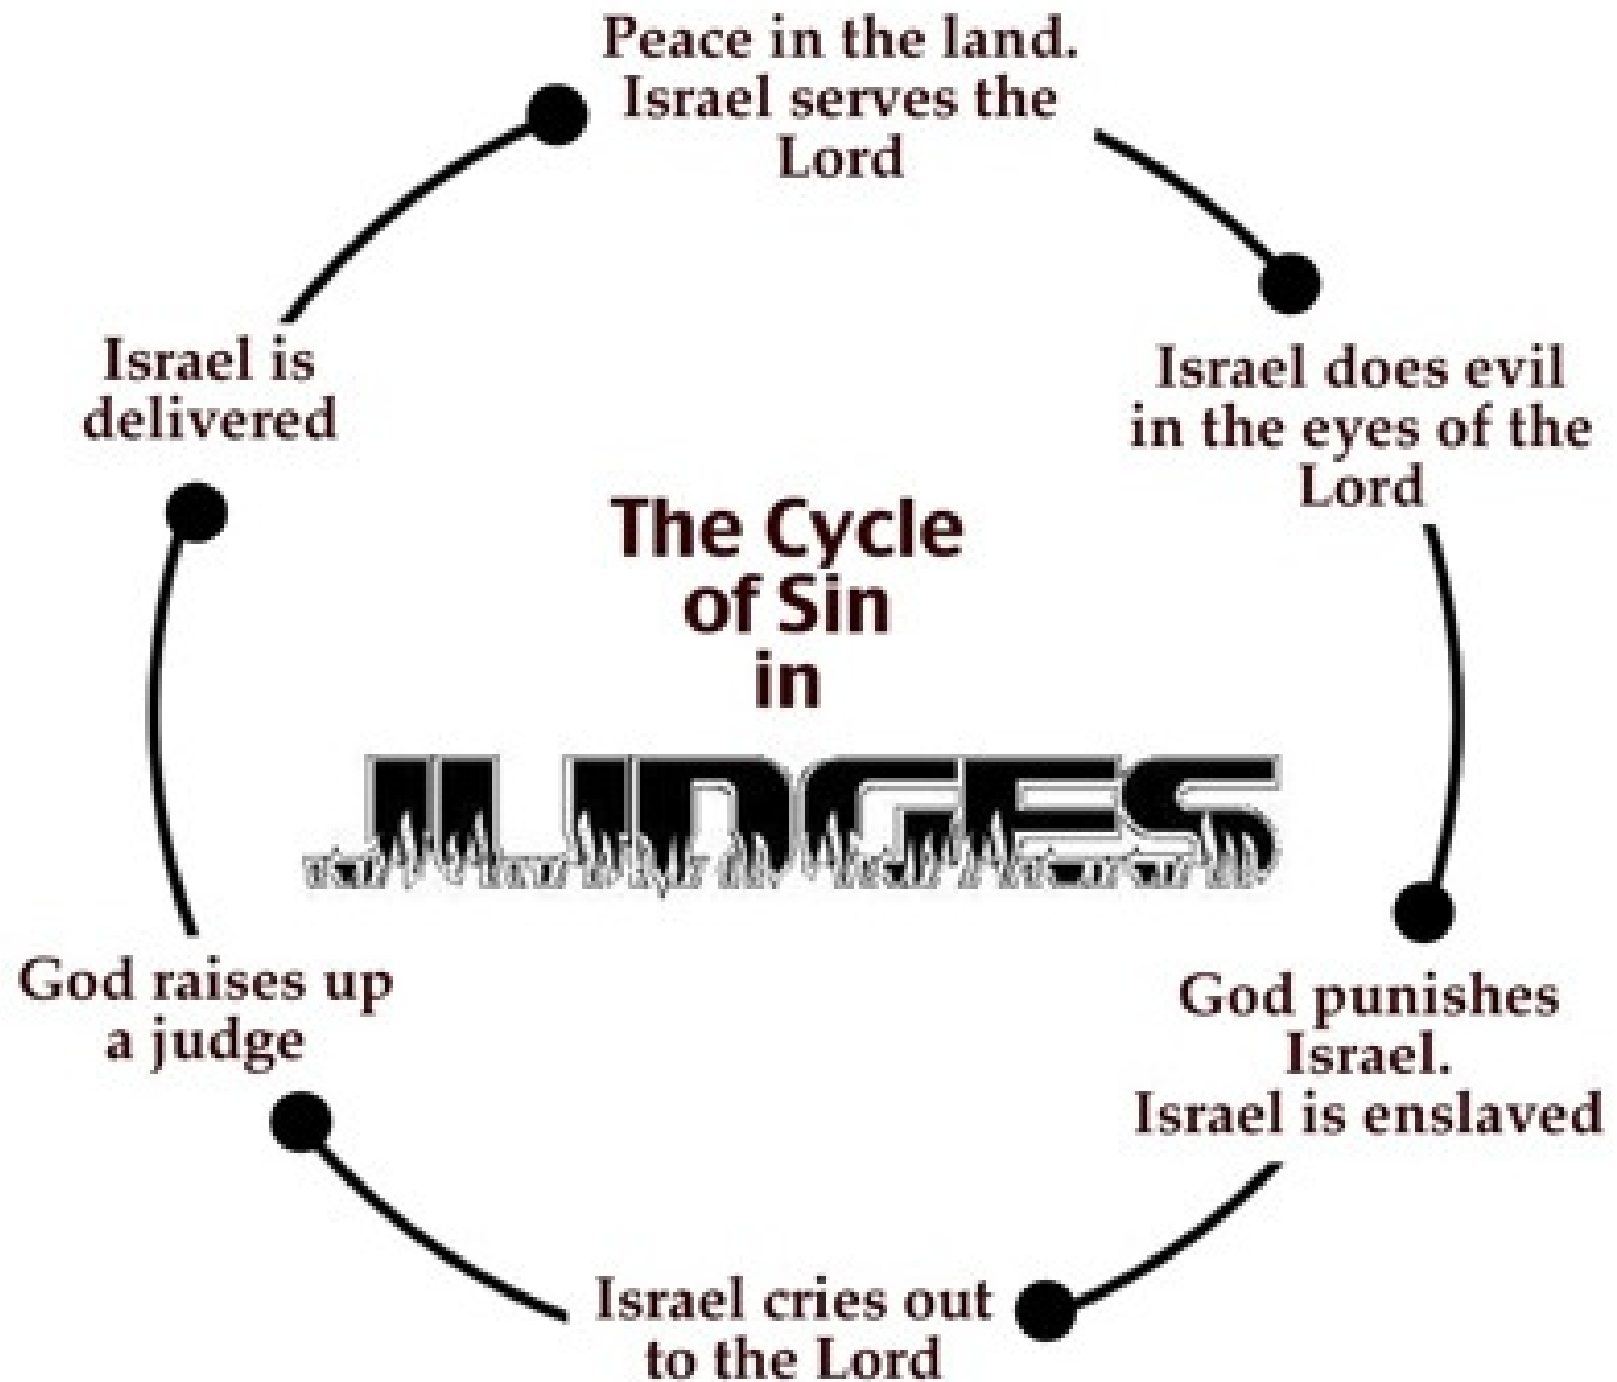 Peace in the land.
Israel serves the
Lord
Israel does evil
in the eyes of the
Lord
God punishes
Israel.
Israel is enslaved
Israel cries out
to the Lord
God raises up
a judge
Israel is
delivered
The Cycle
of Sin
in
JUDGES